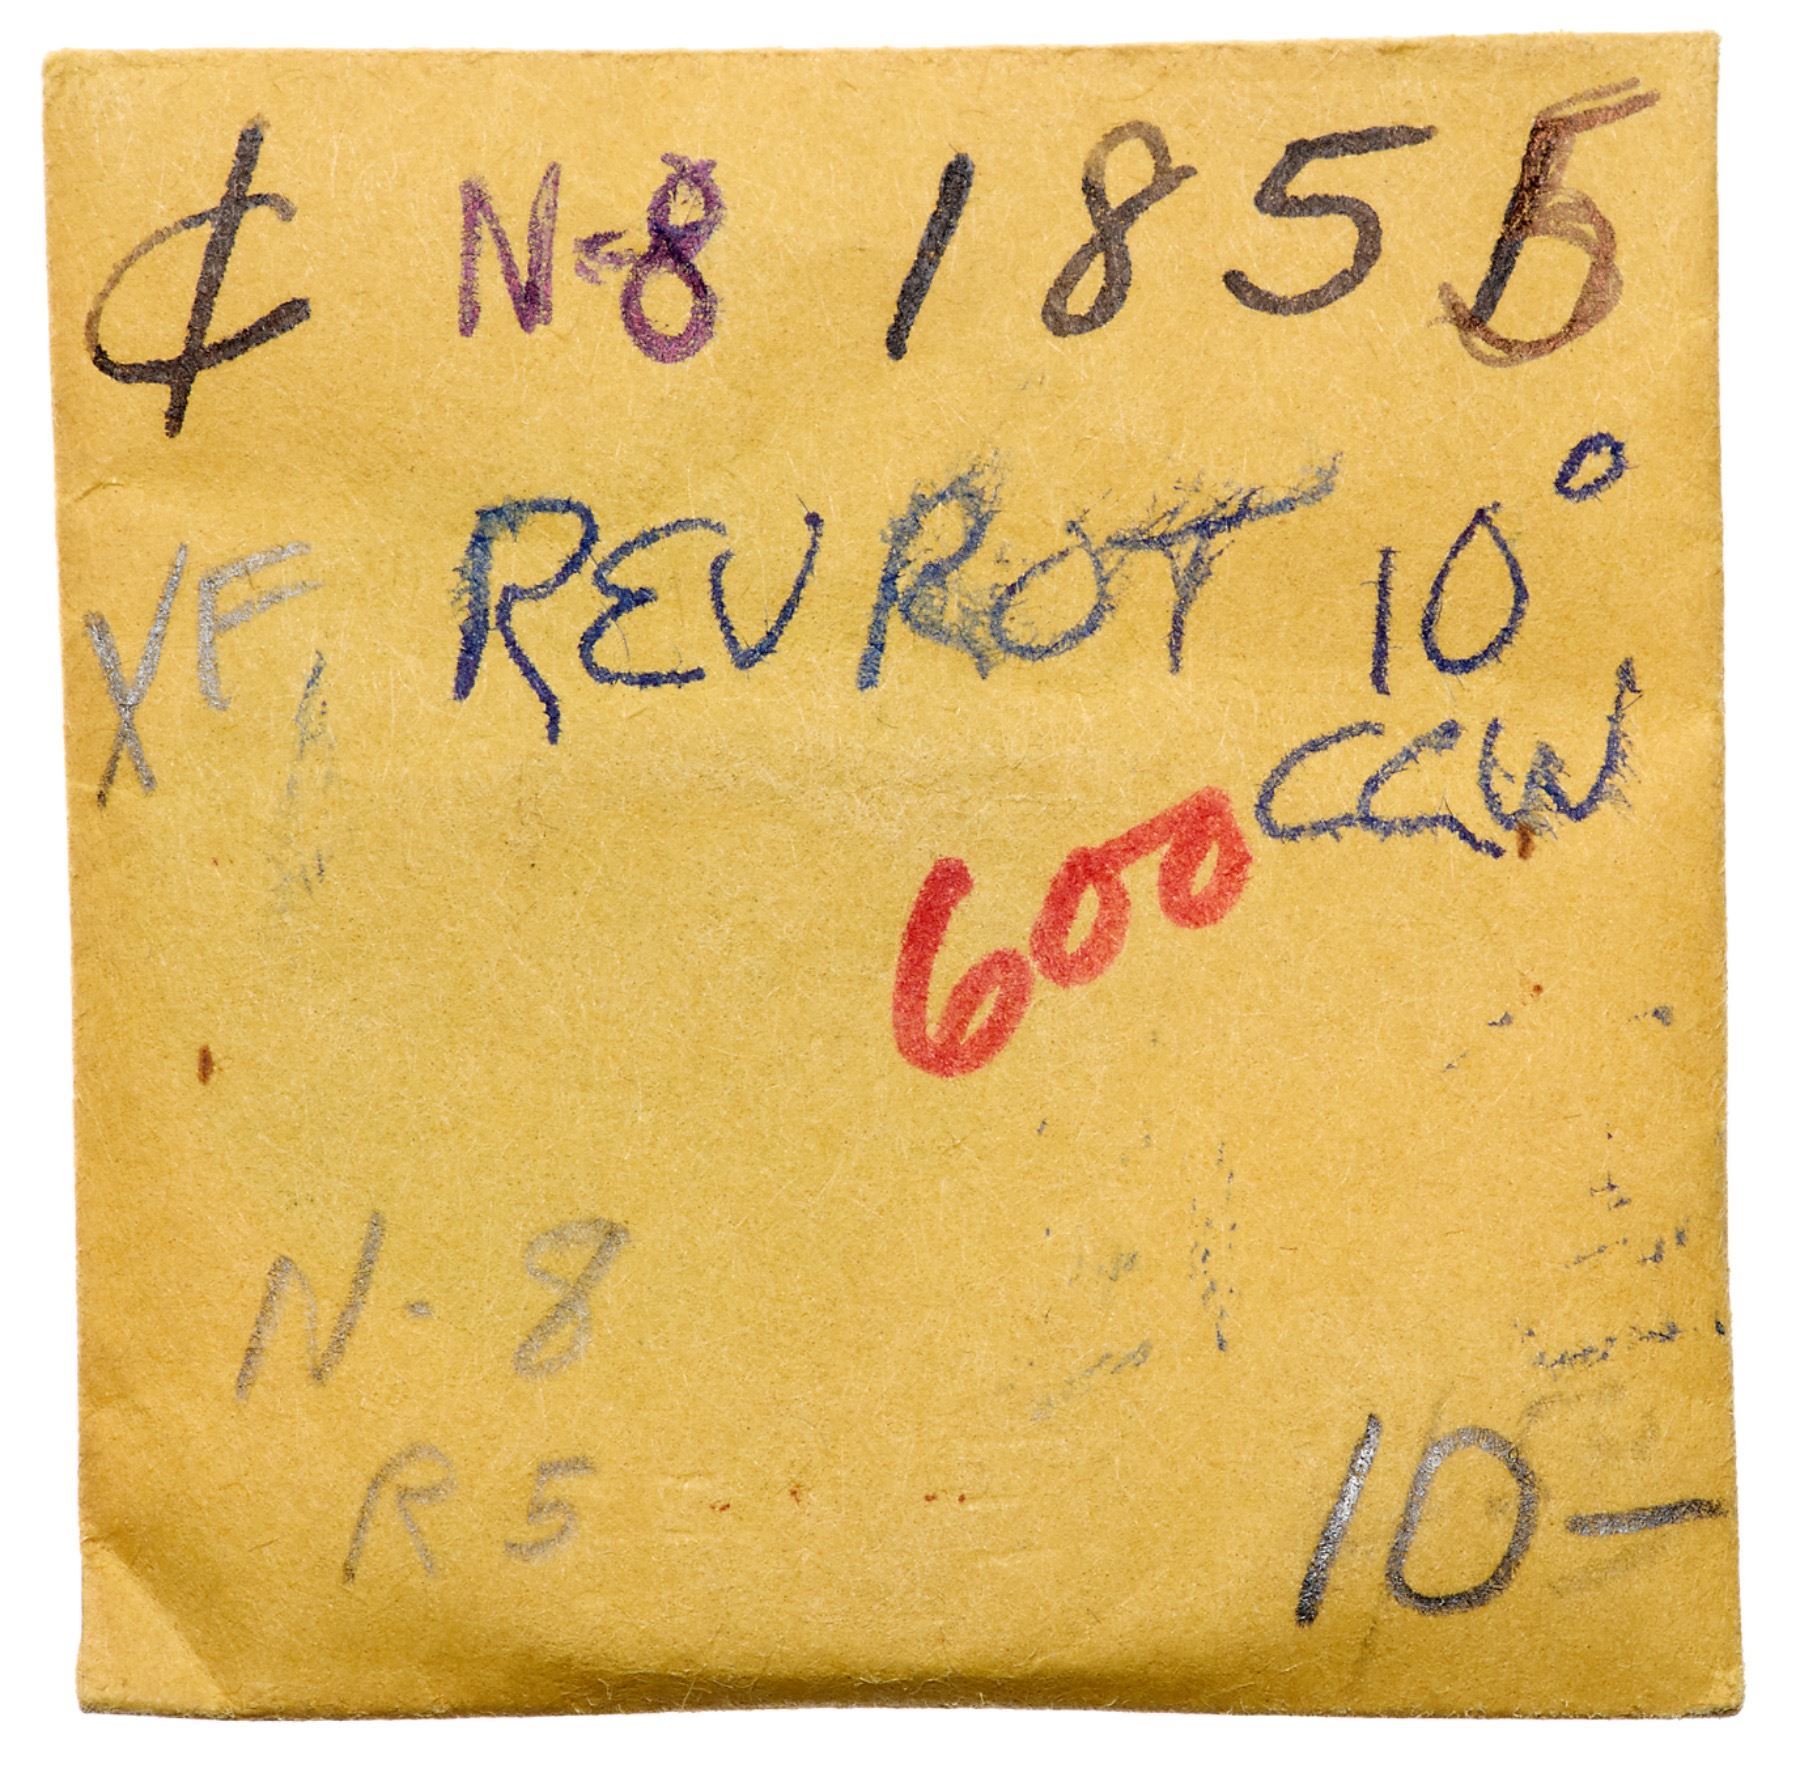 ¢ N-8 1855
XF REV ROT 10°
CCW
600
N-8
R5
10-